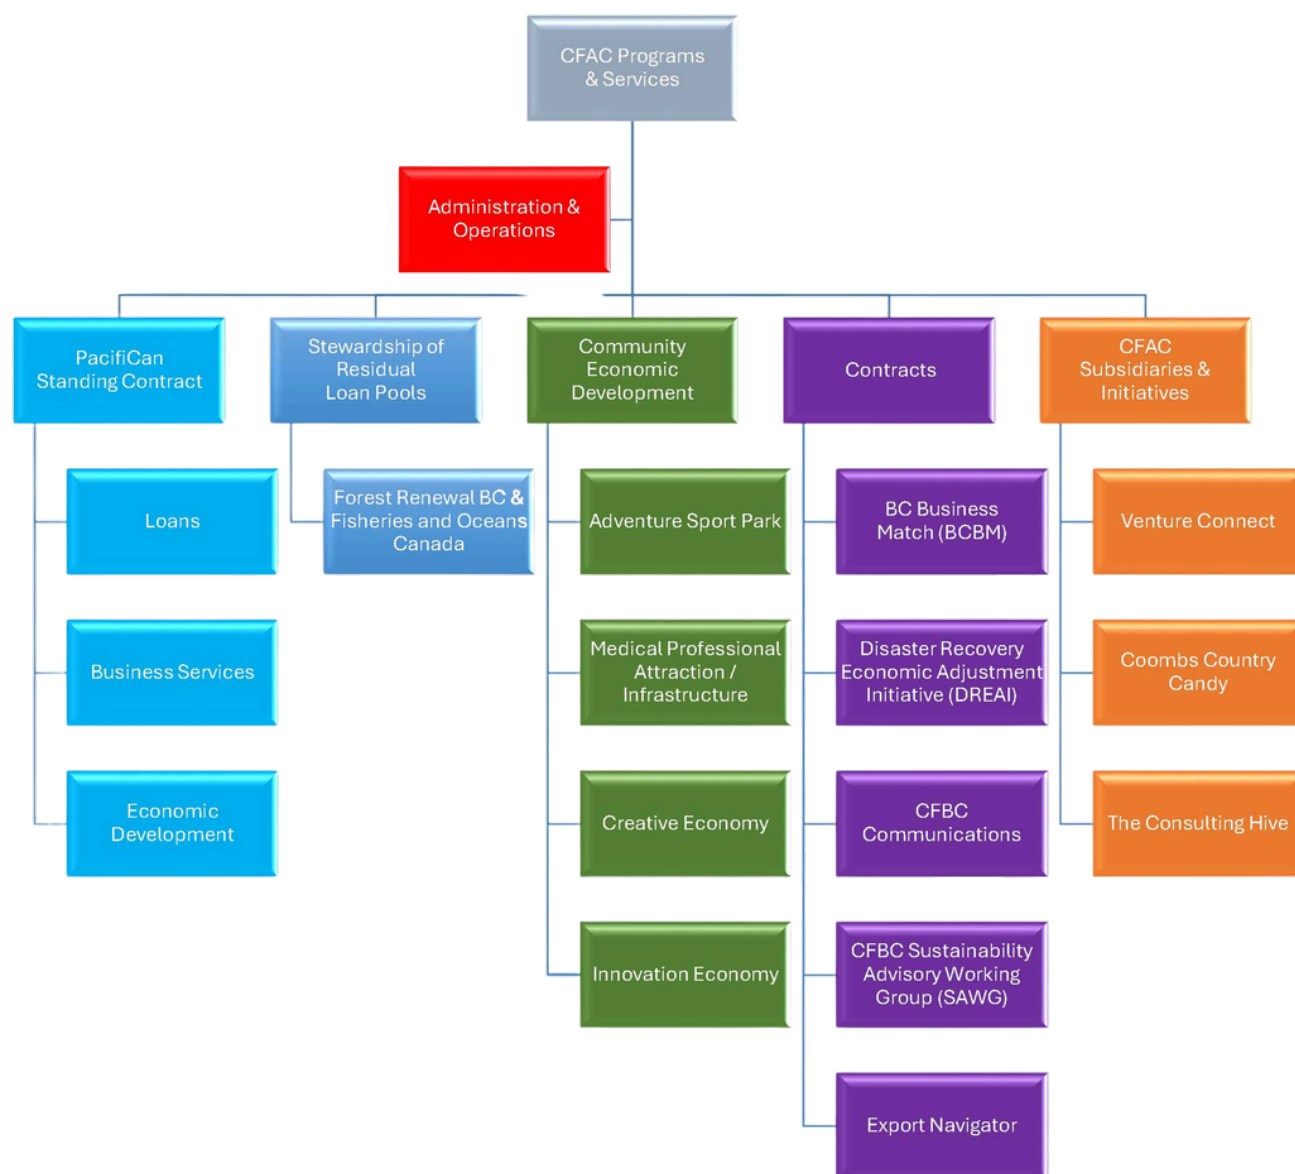 CFAC Programs
& Services
Administration &
Operations
PacifiCan
Standing Contract
Loans
Business Services
Economic
Development
Stewardship of
Residual
Loan Pools
Forest Renewal BC &
Fisheries and Oceans
Canada
Community
Economic
Development
Adventure Sport Park
Medical Professional
Attraction /
Infrastructure
Creative Economy
Innovation Economy
Contracts
BC Business
Match (BCBM)
Disaster Recovery
Economic Adjustment
Initiative (DREAI)
CFBC
Communications
CFBC Sustainability
Advisory Working
Group (SAWG)
Export Navigator
CFAC
Subsidiaries &
Initiatives
Venture Connect
Coombs Country
Candy
The Consulting Hive